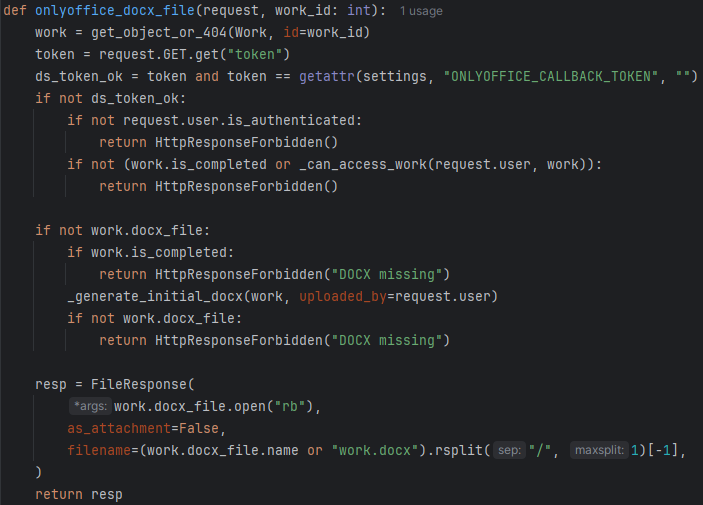 def onlyoffice_docx_file(request, work_id: int): 1 usage
    work = get_object_or_404(Work, id=work_id)
    token = request.GET.get("token")
    ds_token_ok = token and token == getattr(settings, "ONLYOFFICE_CALLBACK_TOKEN", "")
    if not ds_token_ok:
        if not request.user.is_authenticated:
            return HttpResponseForbidden()
        if not (work.is_completed or _can_access_work(request.user, work)):
            return HttpResponseForbidden()

    if not work.docx_file:
        if work.is_completed:
            return HttpResponseForbidden("DOCX missing")
        _generate_initial_docx(work, uploaded_by=request.user)
        if not work.docx_file:
            return HttpResponseForbidden("DOCX missing")

    resp = FileResponse(
        *args: work.docx_file.open("rb"),
        as_attachment=False,
        filename=(work.docx_file.name or "work.docx").rsplit( sep: "/", maxsplit: 1)[-1],
    )
    return resp